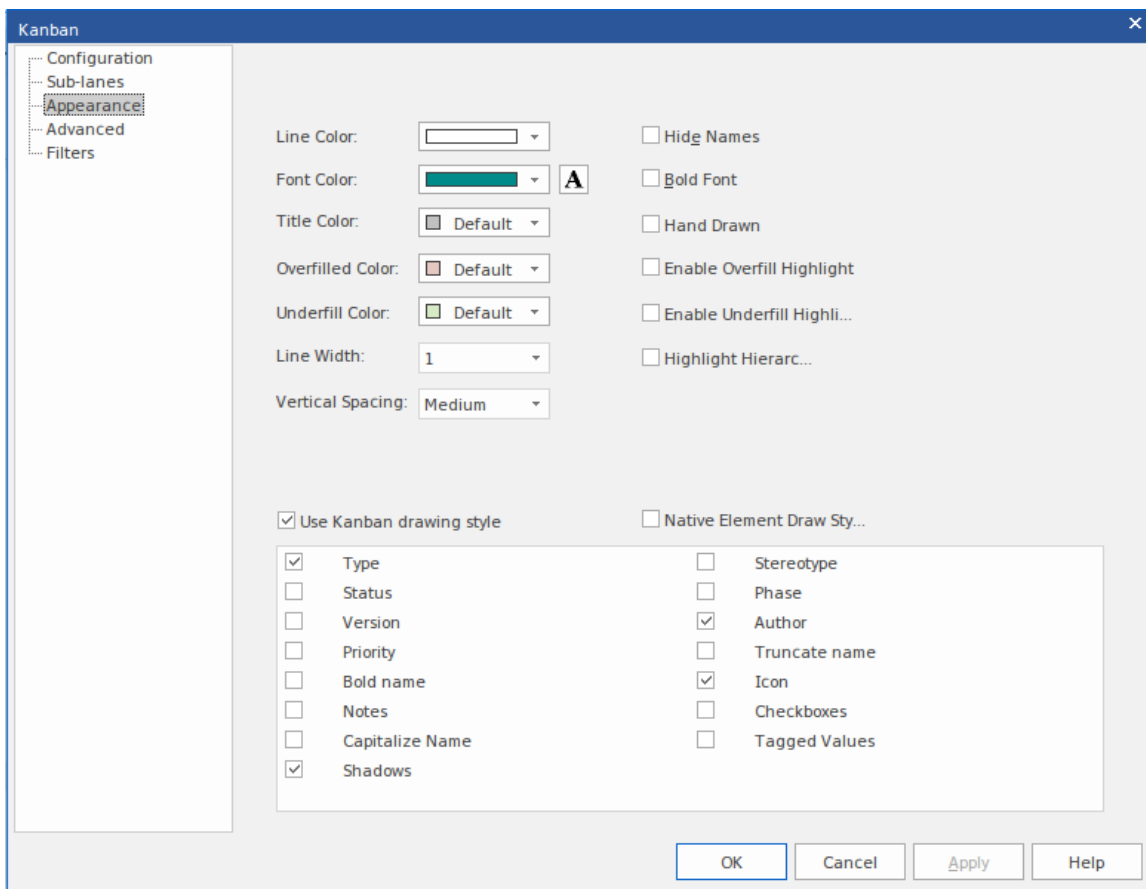 Kanban
Configuration
Sub-lanes
Appearance
Advanced
Filters
Line Color:
Hide Names
Font Color:
A
Bold Font
Title Color:
Default
Hand Drawn
Overfilled Color:
Default
Enable Overfill Highlight
Underfill Color:
Default
Enable Underfill Highli...
Line Width:
1
Highlight Hierarc...
Vertical Spacing:
Medium
Use Kanban drawing style
Native Element Draw Sty...
Type
Stereotype
Status
Phase
Version
Author
Priority
Truncate name
Bold name
Icon
Notes
Checkboxes
Capitalize Name
Tagged Values
Shadows
OK
Cancel
Apply
Help